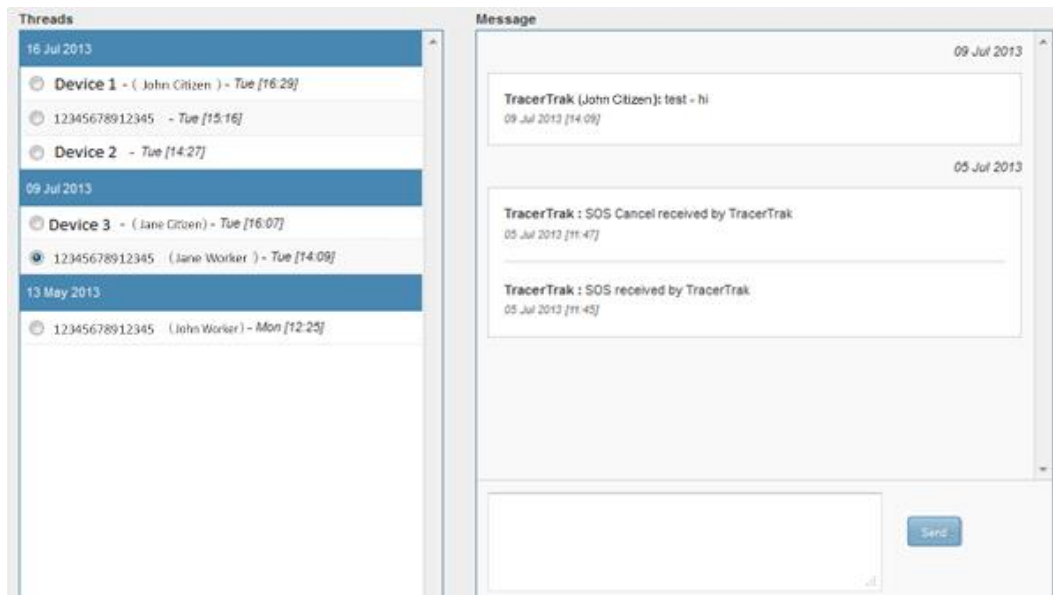 Threads
16 Jul 2013
Device 1 - ( John Citizen ) - Tue [16:29]
12345678912345 - Tue [15:16]
Device 2 - Tue [14:27]
09 Jul 2013
Device 3 - ( Jane Citizen) - Tue [16:07]
12345678912345 (Jane Worker ) - Tue [14:09]
13 May 2013
12345678912345 (John Worker) - Mon [12:25]
Message
09 Jul 2013
TracerTrak (John Citizen): test - hi
09 Jul 2013 [14:09]
05 Jul 2013
TracerTrak : SOS Cancel received by TracerTrak
05 Jul 2013 [11:47]
TracerTrak : SOS received by TracerTrak
05 Jul 2013 [11:45]
Send